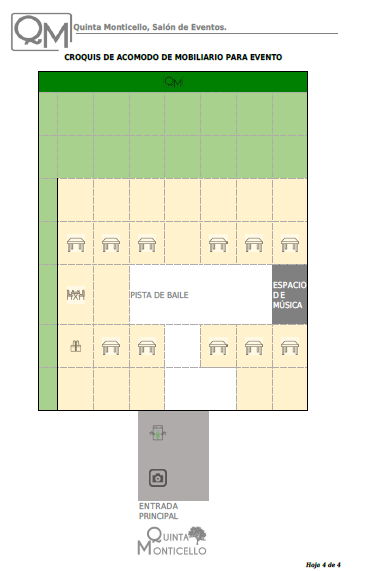 QM
Quinta Monticello, Salón de Eventos.
CROQUIS DE ACOMODO DE MOBILIARIO PARA EVENTO
QM
PISTA DE BAILE
ESPACIO
D E
MÚSICA
ENTRADA
PRINCIPAL
QUINTA
MONTICELLO
Hoja 4 de 4